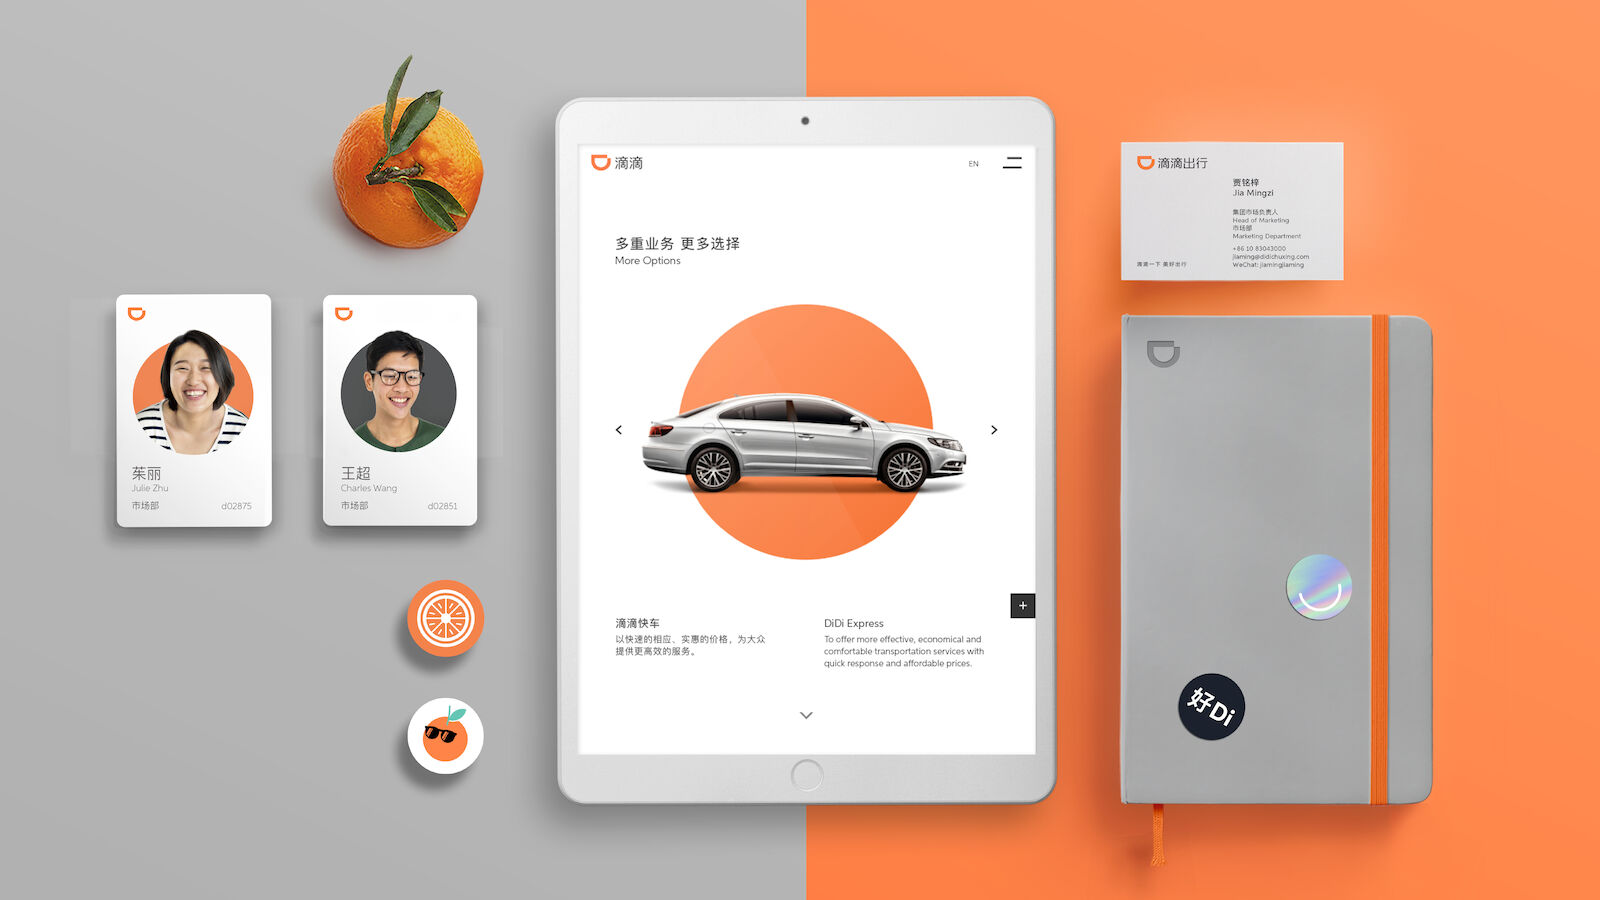 茱丽
Julie Zhu
市场部
d02875
王超
Charles Wang
市场部
d02851
滴滴
EN
多重业务 更多选择
More Options
滴滴快车
以快速的相应、实惠的价格，为大众
提供更高效的服务。
DiDi Express
To offer more effective, economical and
comfortable transportation services with
quick response and affordable prices.
滴滴出行
贾铭梓
Jia Mingzi
集团市场负责人
Head of Marketing
市场部
Marketing Department
+86 10 83043000
jiaming@didichuxing.com
WeChat: jiamingjiaming
滴滴一下 美好出行
好Di